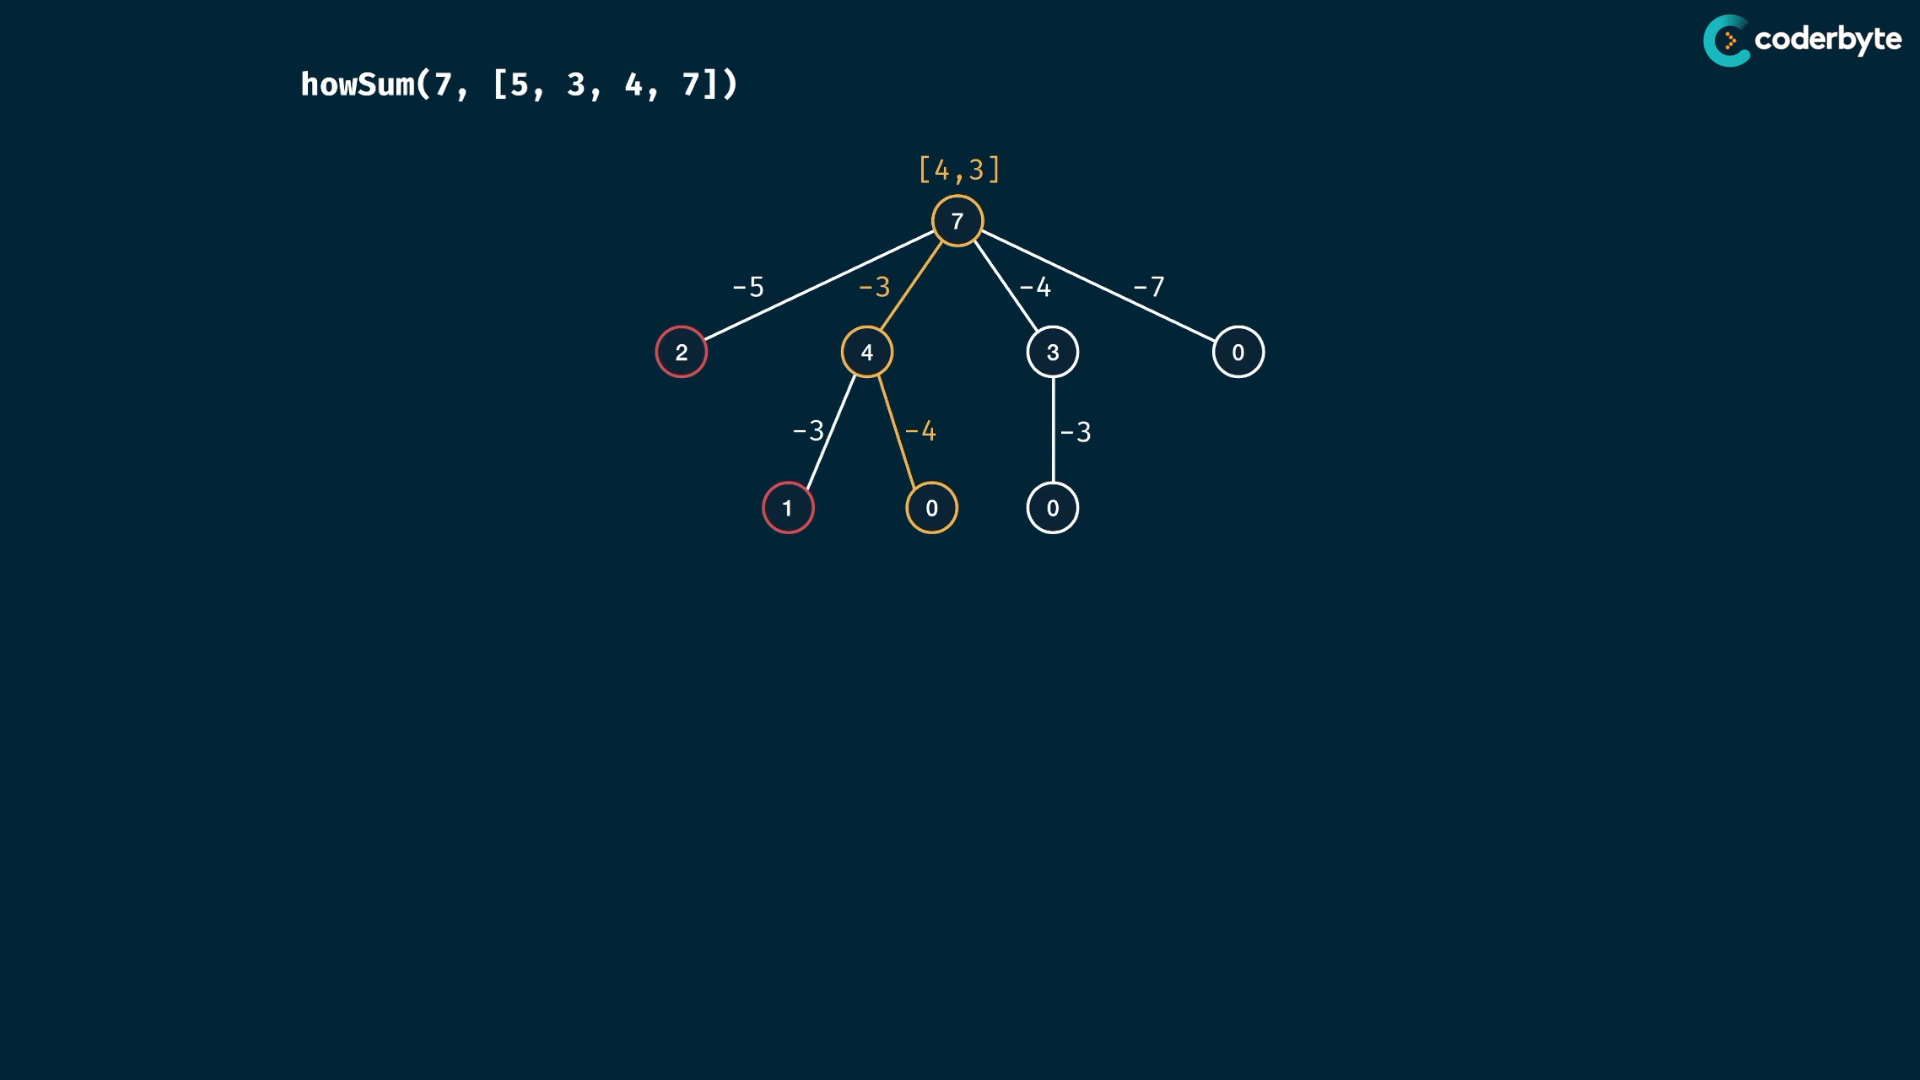 coderbyte
howSum(7, [5, 3, 4, 7])
[4,3]
7
-5 -3 -4 -7
2 4 3 0
-3 -4 -3
1 0 0